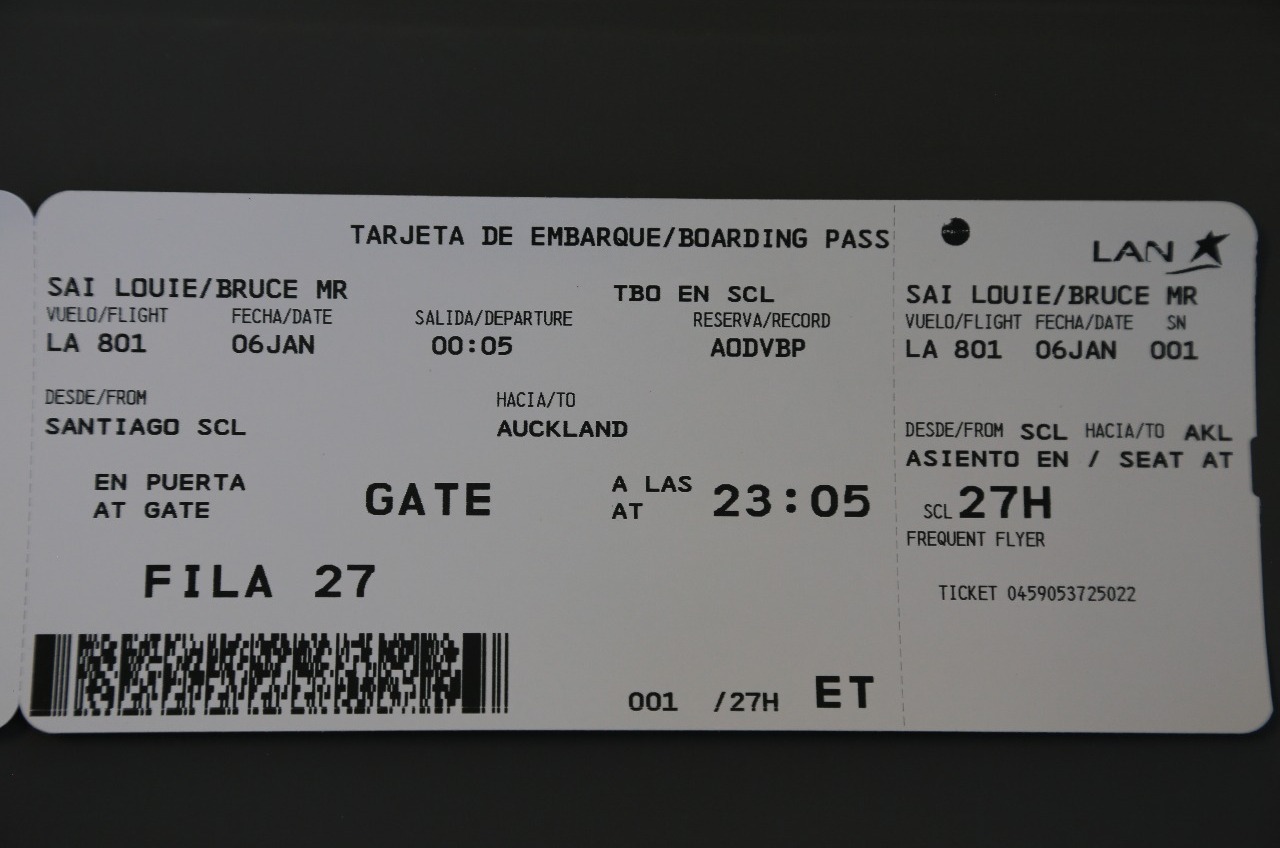 TARJETA DE EMBARQUE/BOARDING PASS
SAI LOUIE/BRUCE MR TBO EN SCL
VUELO/FLIGHT FECHA/DATE SALIDA/DEPARTURE RESERVA/RECORD
LA 801 06JAN 00:05 AODVBP
DESDE/FROM HACIA/TO
SANTIAGO SCL AUCKLAND
EN PUERTA A LAS
AT GATE GATE AT 23:05
FILA 27
001 /27H ET
LAN
SAI LOUIE/BRUCE MR
VUELO/FLIGHT FECHA/DATE SN
LA 801 06JAN 001
DESDE/FROM SCL HACIA/TO AKL
ASIENTO EN / SEAT AT
SCL 27H
FREQUENT FLYER
TICKET 0459053725022